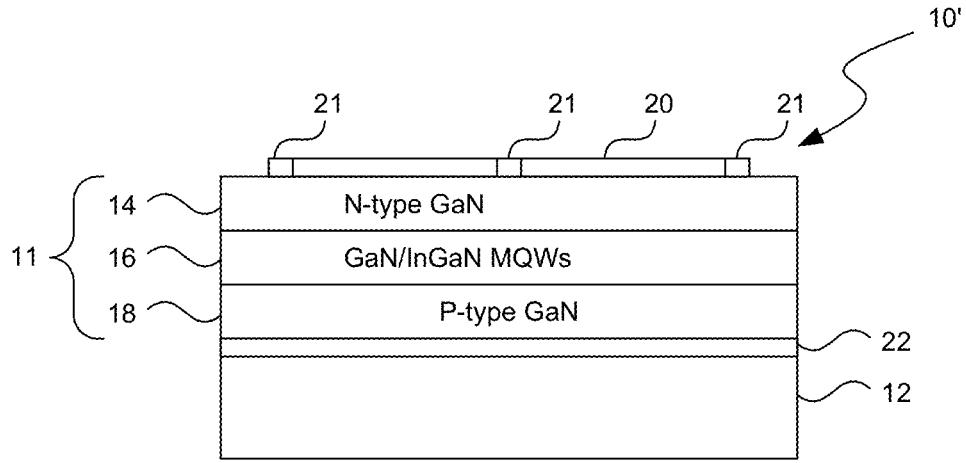 10'
21 21 20 21
14 N-type GaN
11 16 GaN/InGaN MQWs
18 P-type GaN
22
12